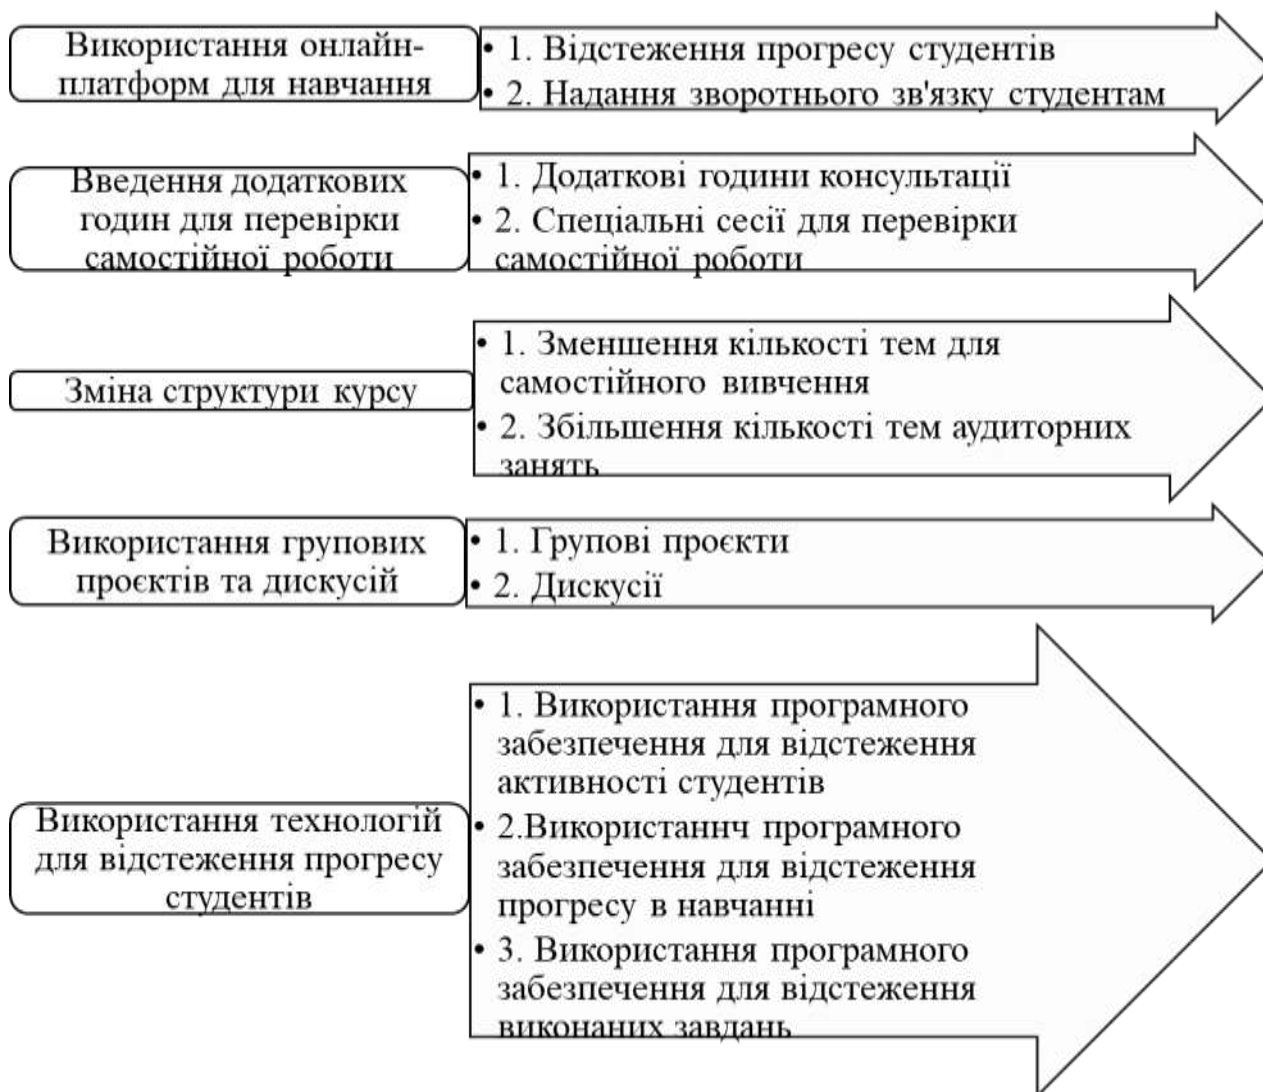 Використання онлайн-
платформ для навчання
• 1. Відстеження прогресу студентів
• 2. Надання зворотнього зв'язку студентам
Введення додаткових
годин для перевірки
самостійної роботи
• 1. Додаткові години консультації
• 2. Спеціальні сесії для перевірки
самостійної роботи
Зміна структури курсу
• 1. Зменшення кількості тем для
самостійного вивчення
• 2. Збільшення кількості тем аудиторних
занять
Використання групових
проєктів та дискусій
• 1. Групові проєкти
• 2. Дискусії
Використання технологій
для відстеження прогресу
студентів
• 1. Використання програмного
забезпечення для відстеження
активності студентів
• 2.Використаннч програмного
забезпечення для відстеження
прогресу в навчанні
• 3. Використання програмного
забезпечення для відстеження
виконаних завдань